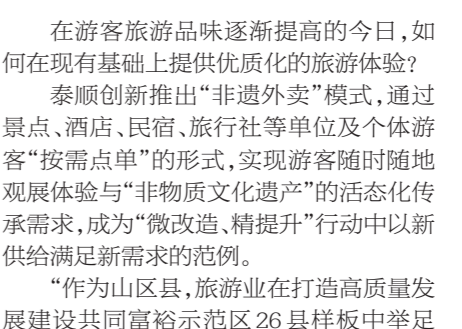 在游客旅游品味逐渐提高的今日,如
何在现有基础上提供优质化的旅游体验?
泰顺创新推出“非遗外卖”模式,通过
景点、酒店、民宿、旅行社等单位及个体游
客“按需点单”的形式,实现游客随时随地
观展体验与“非物质文化遗产”的活态化传
承需求,成为“微改造、精提升”行动中以新
供给满足新需求的范例。
“作为山区县,旅游业在打造高质量发
展建设共同富裕示范区26县样板中举足